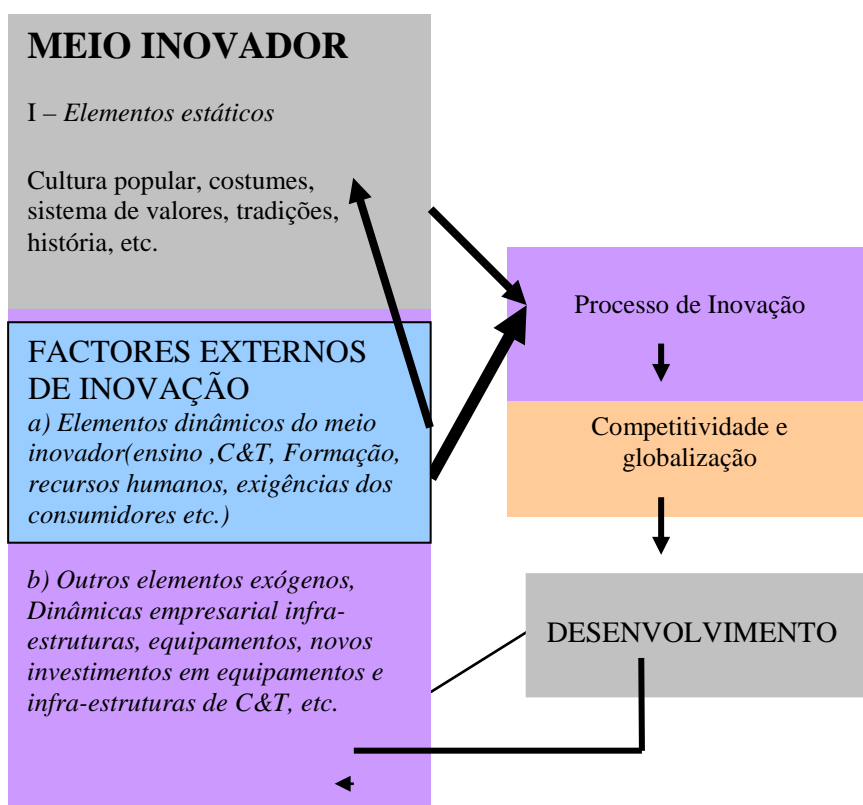 MEIO INOVADOR
I – Elementos estáticos
Cultura popular, costumes,
sistema de valores, tradições,
história, etc.
FACTORES EXTERNOS
DE INOVAÇÃO
a) Elementos dinâmicos do meio
inovador(ensino ,C&T, Formação,
recursos humanos, exigências dos
consumidores etc.)
b) Outros elementos exógenos,
Dinâmicas empresarial infra-
estruturas, equipamentos, novos
investimentos em equipamentos e
infra-estruturas de C&T, etc.
Processo de Inovação
Competitividade e
globalização
DESENVOLVIMENTO